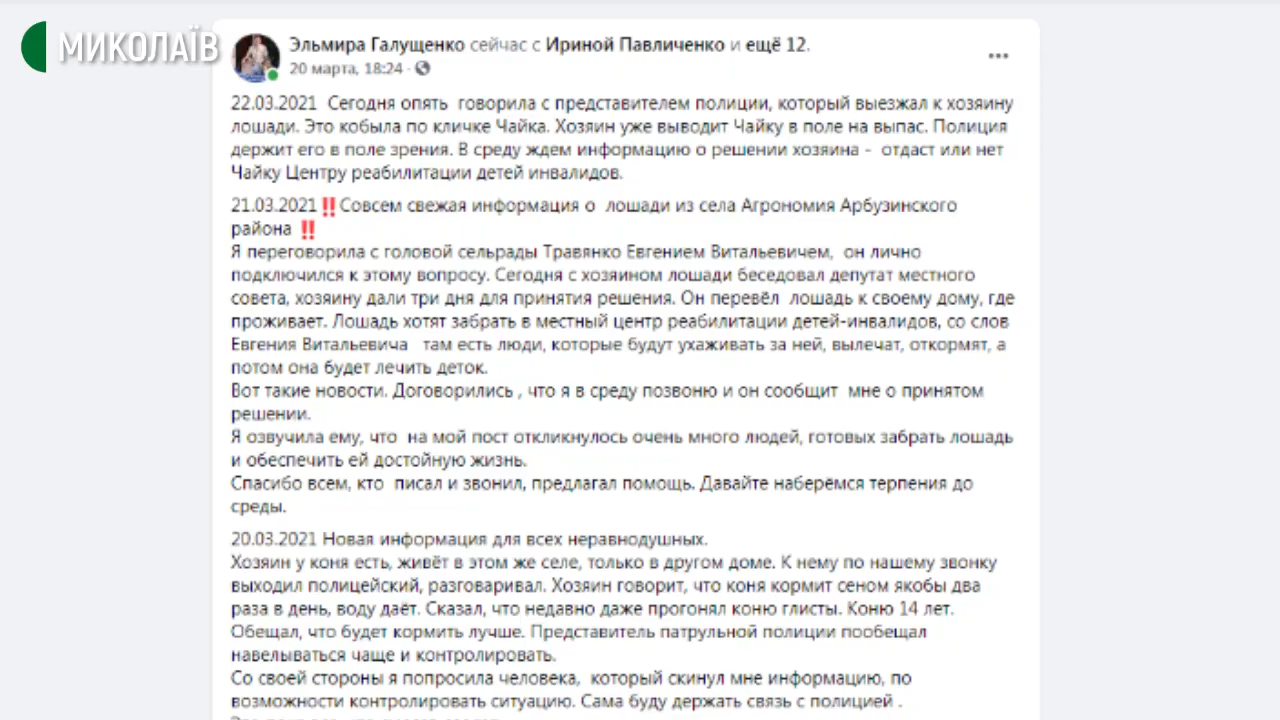 МИКОЛАЇВ
Эльмира Галущенко сейчас с Ириной Павличенко и ещё 12.
20 марта, 18:24 ·
22.03.2021 Сегодня опять говорила с представителем полиции, который выезжал к хозяину
лошади. Это кобыла по кличке Чайка. Хозяин уже выводит Чайку в поле на выпас. Полиция
держит его в поле зрения. В среду ждем информацию о решении хозяина - отдаст или нет
Чайку Центру реабилитации детей инвалидов.
21.03.2021‼️Совсем свежая информация о лошади из села Агрономия Арбузинского
района ‼️
Я переговорила с головой сельрады Травянко Евгением Витальевичем, он лично
подключился к этому вопросу. Сегодня с хозяином лошади беседовал депутат местного
совета, хозяину дали три дня для принятия решения. Он перевёл лошадь к своему дому, где
проживает. Лошадь хотят забрать в местный центр реабилитации детей-инвалидов, со слов
Евгения Витальевича там есть люди, которые будут ухаживать за ней, вылечат, откормят, а
потом она будет лечить деток.
Вот такие новости. Договорились , что я в среду позвоню и он сообщит мне о принятом
решении.
Я озвучила ему, что на мой пост откликнулось очень много людей, готовых забрать лошадь
и обеспечить ей достойную жизнь.
Спасибо всем, кто писал и звонил, предлагал помощь. Давайте наберёмся терпения до
среды.
20.03.2021 Новая информация для всех неравнодушных.
Хозяин у коня есть, живёт в этом же селе, только в другом доме. К нему по нашему звонку
выходил полицейский, разговаривал. Хозяин говорит, что коня кормит сеном якобы два
раза в день, воду даёт. Сказал, что недавно даже прогонял коню глисты. Коню 14 лет.
Обещал, что будет кормить лучше. Представитель патрульной полиции пообещал
навелываться чаще и контролировать.
Со своей стороны я попросила человека, который скинул мне информацию, по
возможности контролировать ситуацию. Сама буду держать связь с полицией .